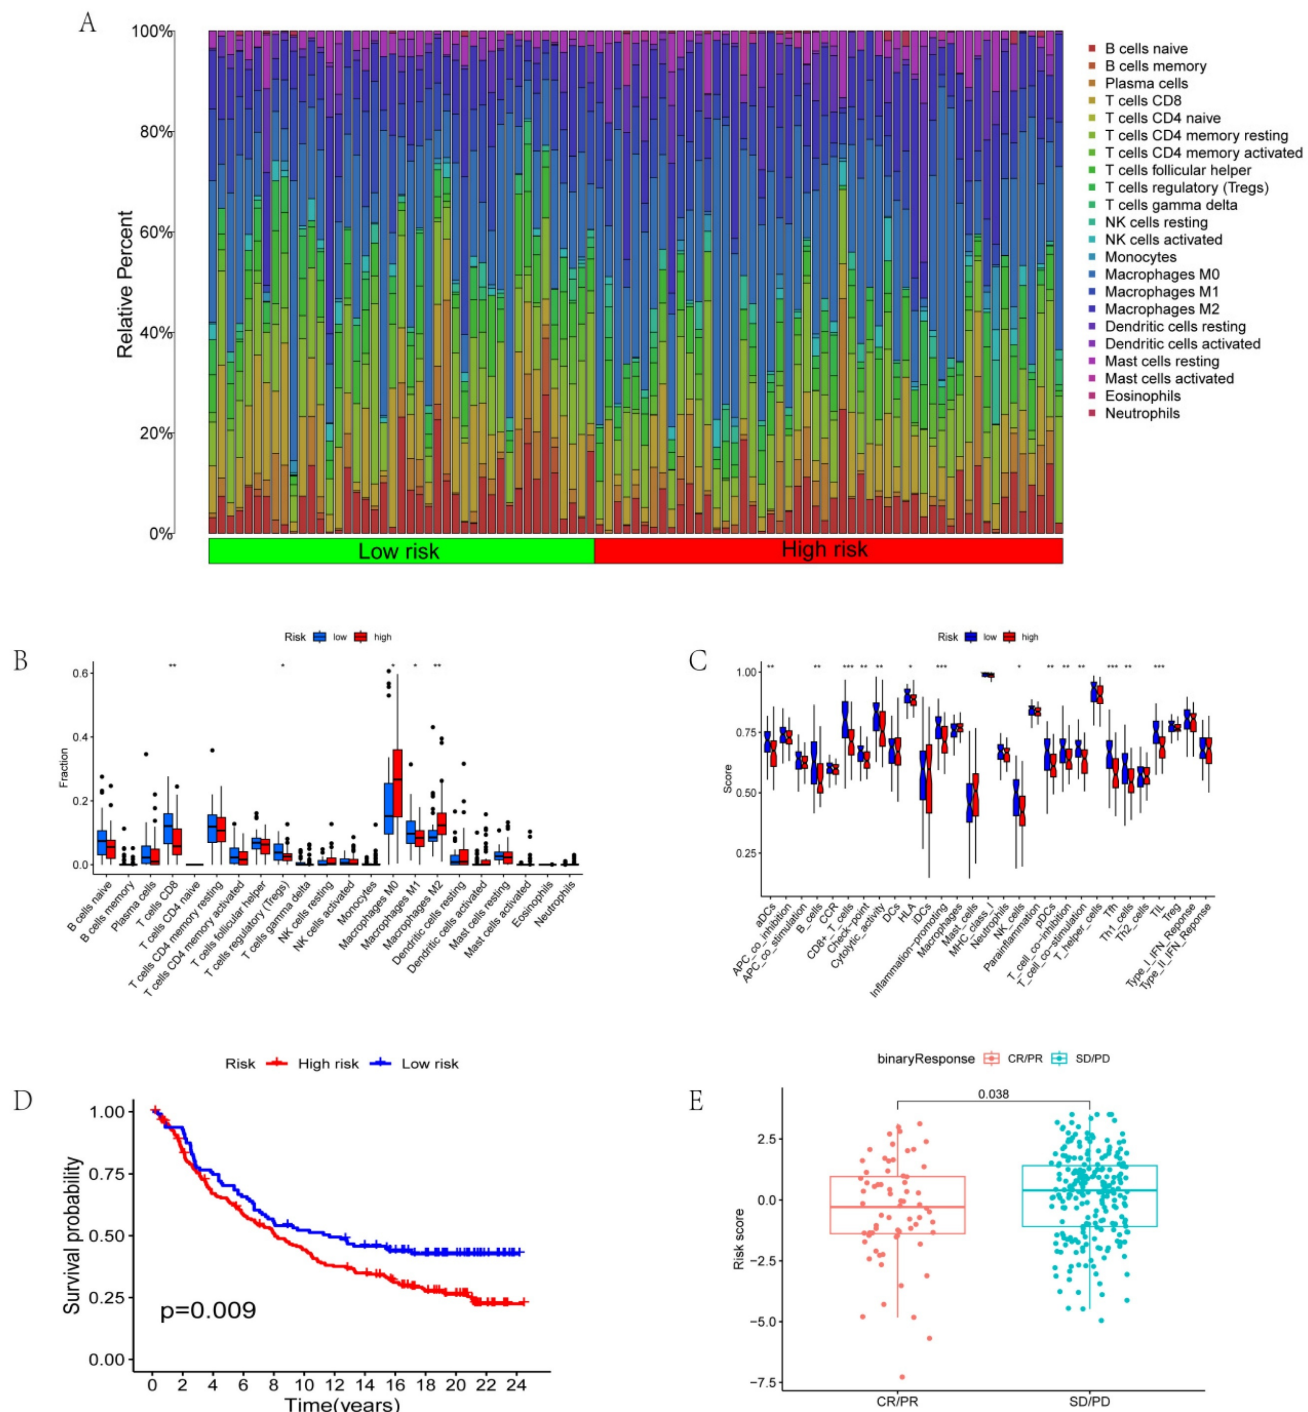 A
100%
80%
60%
40%
20%
0%
Relative Percent
Low risk
High risk
B cells naive
B cells memory
Plasma cells
T cells CD8
T cells CD4 naive
T cells CD4 memory resting
T cells CD4 memory activated
T cells follicular helper
T cells regulatory (Tregs)
T cells gamma delta
NK cells resting
NK cells activated
Monocytes
Macrophages M0
Macrophages M1
Macrophages M2
Dendritic cells resting
Dendritic cells activated
Mast cells resting
Mast cells activated
Eosinophils
Neutrophils
B
Risk low high
** * * * **
0.6
0.4
0.2
0.0
Fraction
B cells naive
B cells memory
Plasma cells
T cells CD8
T cells CD4 naive
T cells CD4 memory resting
T cells CD4 memory activated
T cells follicular helper
T cells regulatory (Tregs)
T cells gamma delta
NK cells resting
NK cells activated
Monocytes
Macrophages M0
Macrophages M1
Macrophages M2
Dendritic cells resting
Dendritic cells activated
Mast cells resting
Mast cells activated
Eosinophils
Neutrophils
C
Risk low high
** ** *** ** ** * *** * ** ** ** *** ** ***
1.00
0.75
0.50
0.25
Score
aDCs
APC_co_inhibition
APC_co_stimulation
B_cells
CCR
CD8+_T_cells
Check-point
Cytolytic_activity
DCs
HLA
iDCs
Inflammation-promoting
Macrophages
Mast_cells
MHC_class_I
Neutrophils
NK_cells
Parainflammation
pDCs
T_cell_co-inhibition
T_cell_co-stimulation
T_helper_cells
Tfh
Th1_cells
Th2_cells
TIL
Treg
Type_I_IFN_Reponse
Type_II_IFN_Reponse
D
Risk High risk Low risk
1.00
0.75
0.50
0.25
0.00
Survival probability
p=0.009
0 2 4 6 8 10 12 14 16 18 20 22 24
Time(years)
E
binaryResponse CR/PR SD/PD
0.038
2.5
0.0
−2.5
−5.0
−7.5
Risk score
CR/PR SD/PD